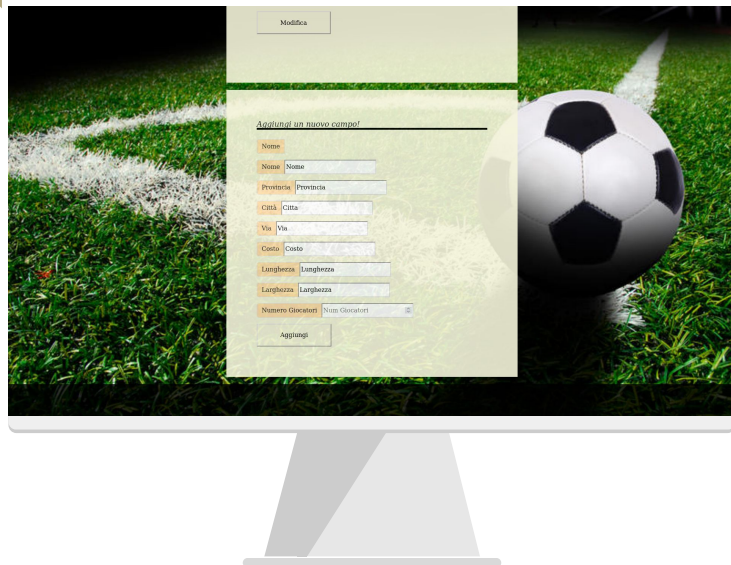 Modifica
Aggiungi un nuovo campo!
Nome
Nome Nome
Provincia Provincia
Città Citta
Via Via
Costo Costo
Lunghezza Lunghezza
Larghezza Larghezza
Numero Giocatori Num Giocatori
Aggiungi